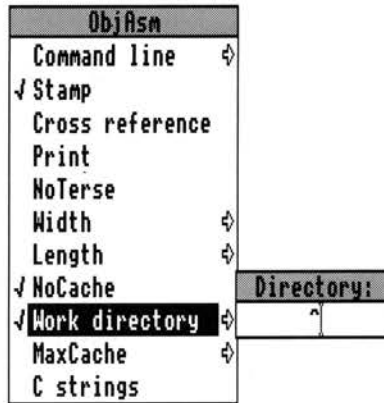 ObjAsm
Command line
√ Stamp
Cross reference
Print
NoTerse
Width
Length
√ NoCache
√ Work directory
Directory:
^
MaxCache
C strings